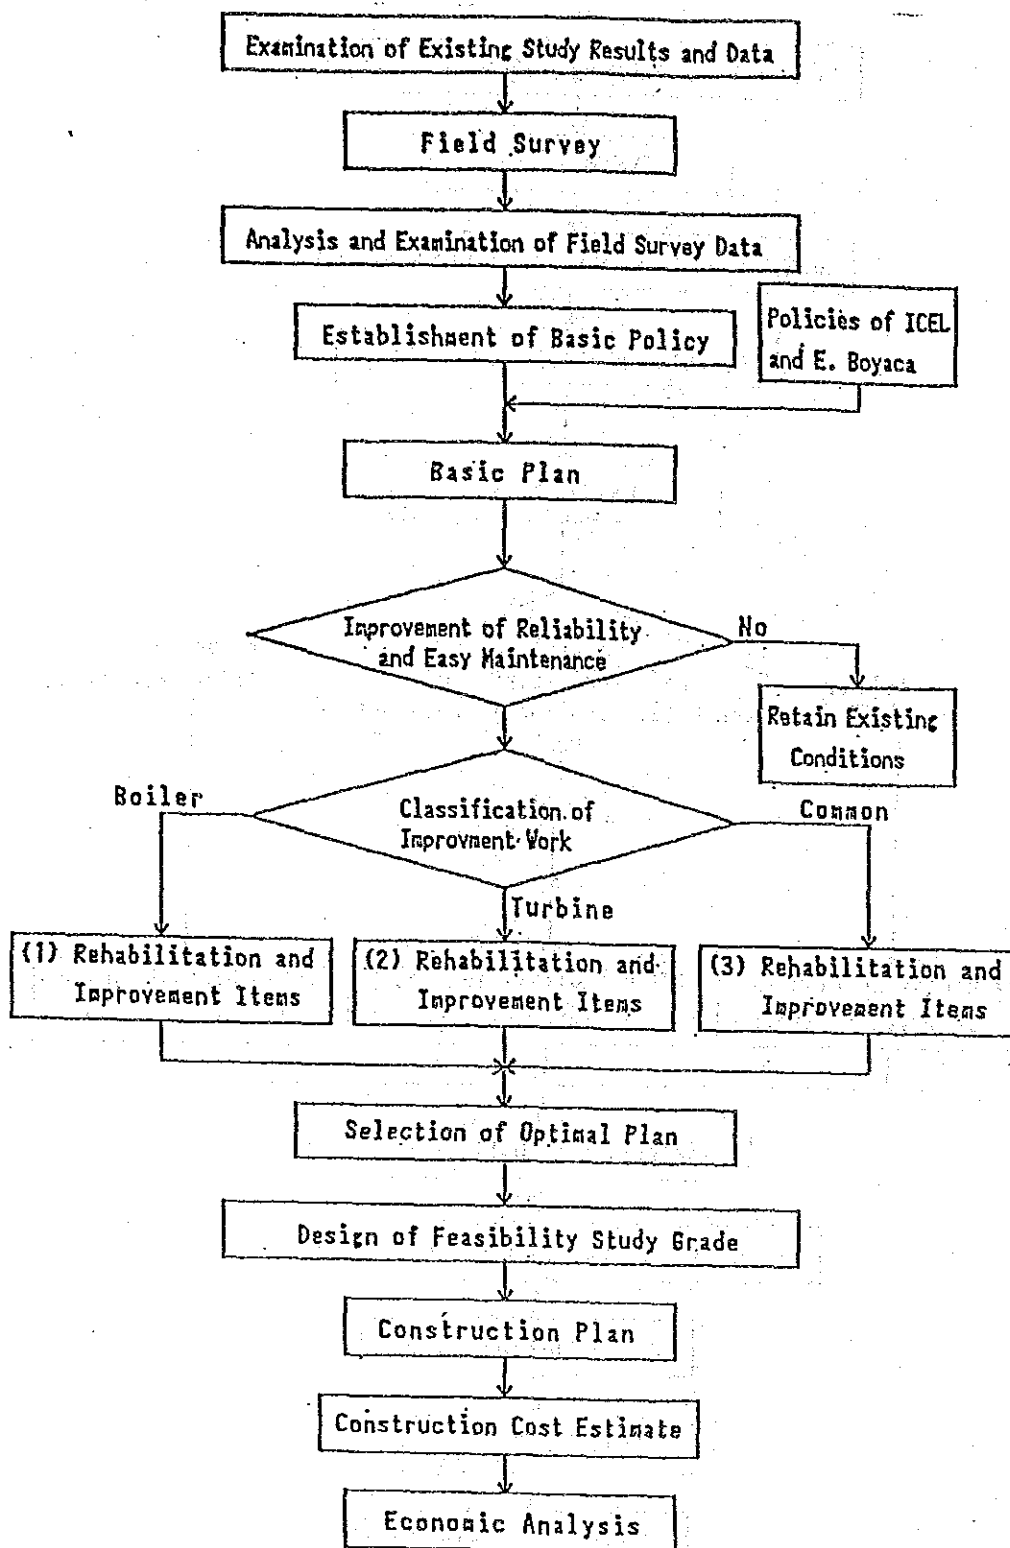 Examination of Existing Study Results and Data
Field Survey
Analysis and Examination of Field Survey Data
Establishment of Basic Policy
Policies of ICEL
and E. Boyaca
Basic Plan
Improvement of Reliability
and Easy Maintenance
No
Retain Existing
Conditions
Boiler
Classification of
Improvment Work
Common
Turbine
(1) Rehabilitation and
Improvement Items
(2) Rehabilitation and
Improvement Items
(3) Rehabilitation and
Improvement Items
Selection of Optimal Plan
Design of Feasibility Study Grade
Construction Plan
Construction Cost Estimate
Economic Analysis